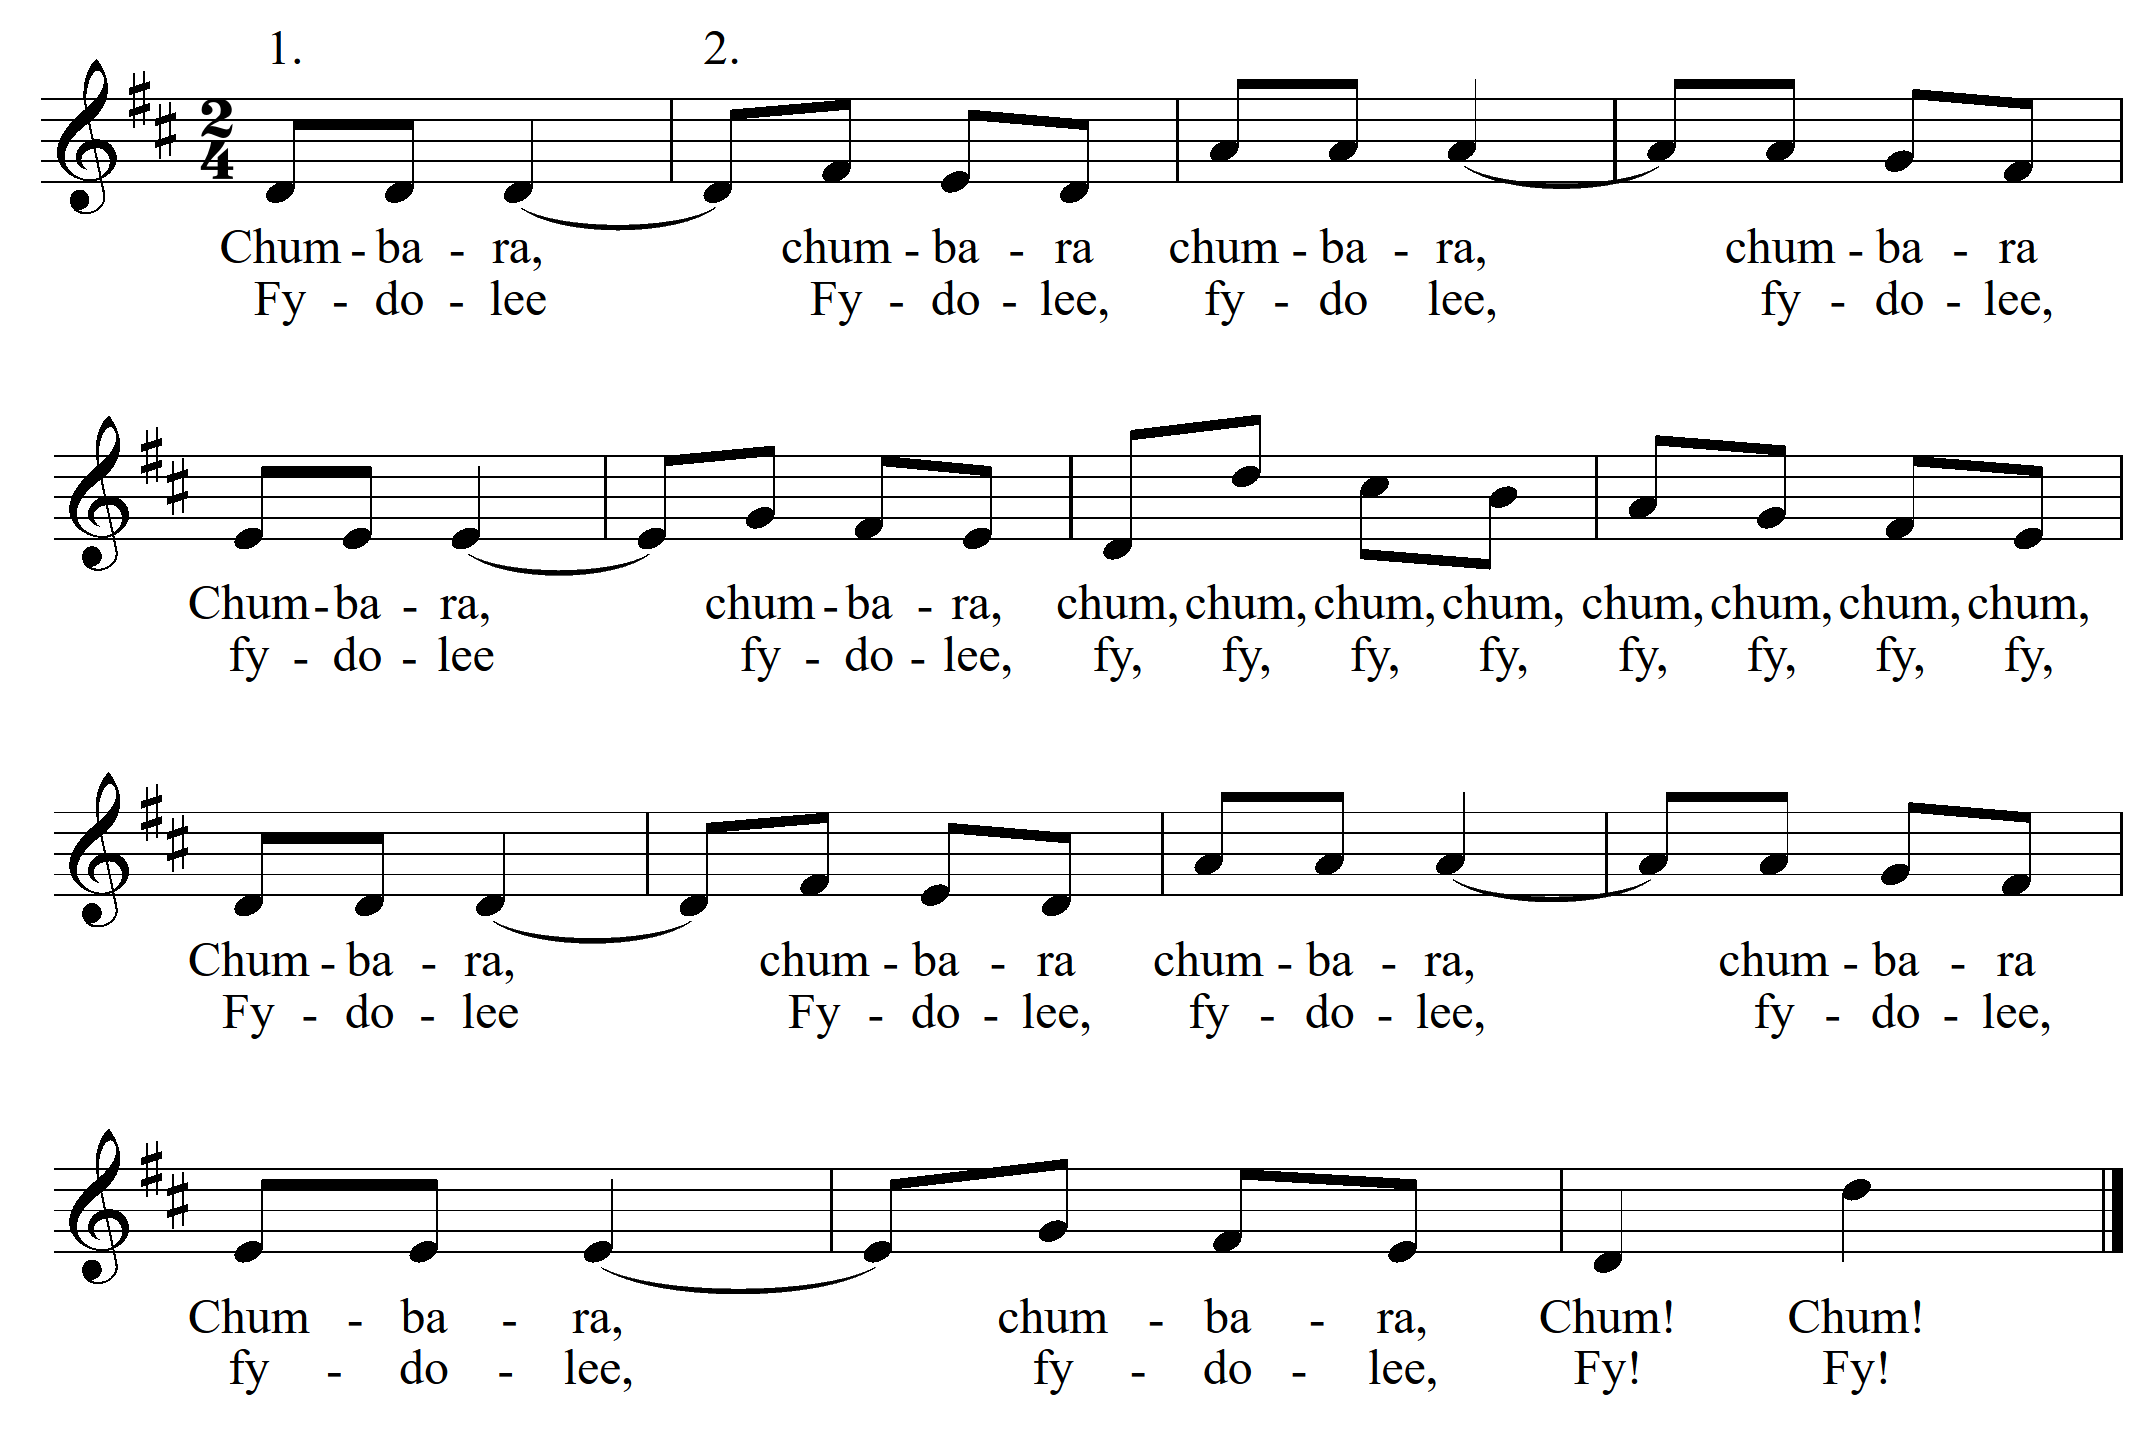 1. 2.
2
4
Chum - ba - ra, chum - ba - ra chum - ba - ra, chum - ba - ra
Fy - do - lee Fy - do - lee, fy - do lee, fy - do - lee,
Chum - ba - ra, chum - ba - ra, chum, chum, chum, chum, chum, chum, chum, chum,
fy - do - lee fy - do - lee, fy, fy, fy, fy, fy, fy, fy, fy,
Chum - ba - ra, chum - ba - ra chum - ba - ra, chum - ba - ra
Fy - do - lee Fy - do - lee, fy - do - lee, fy - do - lee,
Chum - ba - ra, chum - ba - ra, Chum! Chum!
fy - do - lee, fy - do - lee, Fy! Fy!